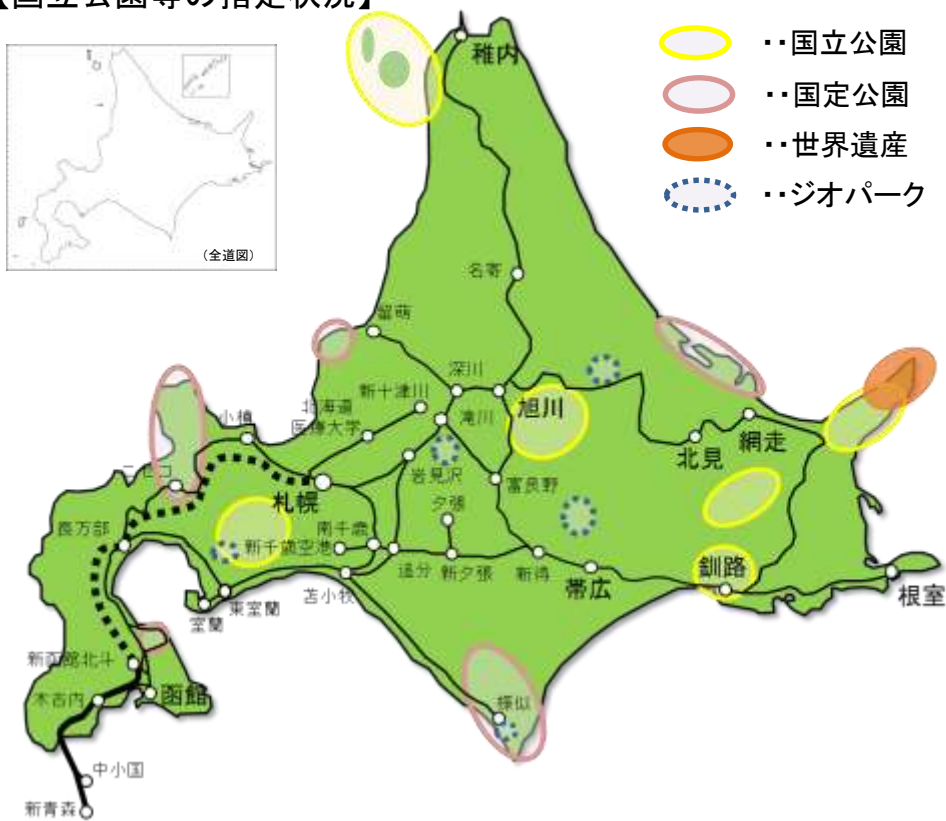 【国立公園等の指定状況】
(全道図)
‥国立公園
‥国定公園
‥世界遺産
‥ジオパーク
稚内
名寄
留萌
深川
新十津川
北海道
医療大学
滝川
旭川
小樽
ニセコ
札幌
岩見沢
富良野
北見
網走
夕張
南千歳
新千歳空港
長万部
追分
新夕張
新得
帯広
釧路
根室
苫小牧
東室蘭
室蘭
新函館北斗
木古内
函館
様似
中小国
新青森